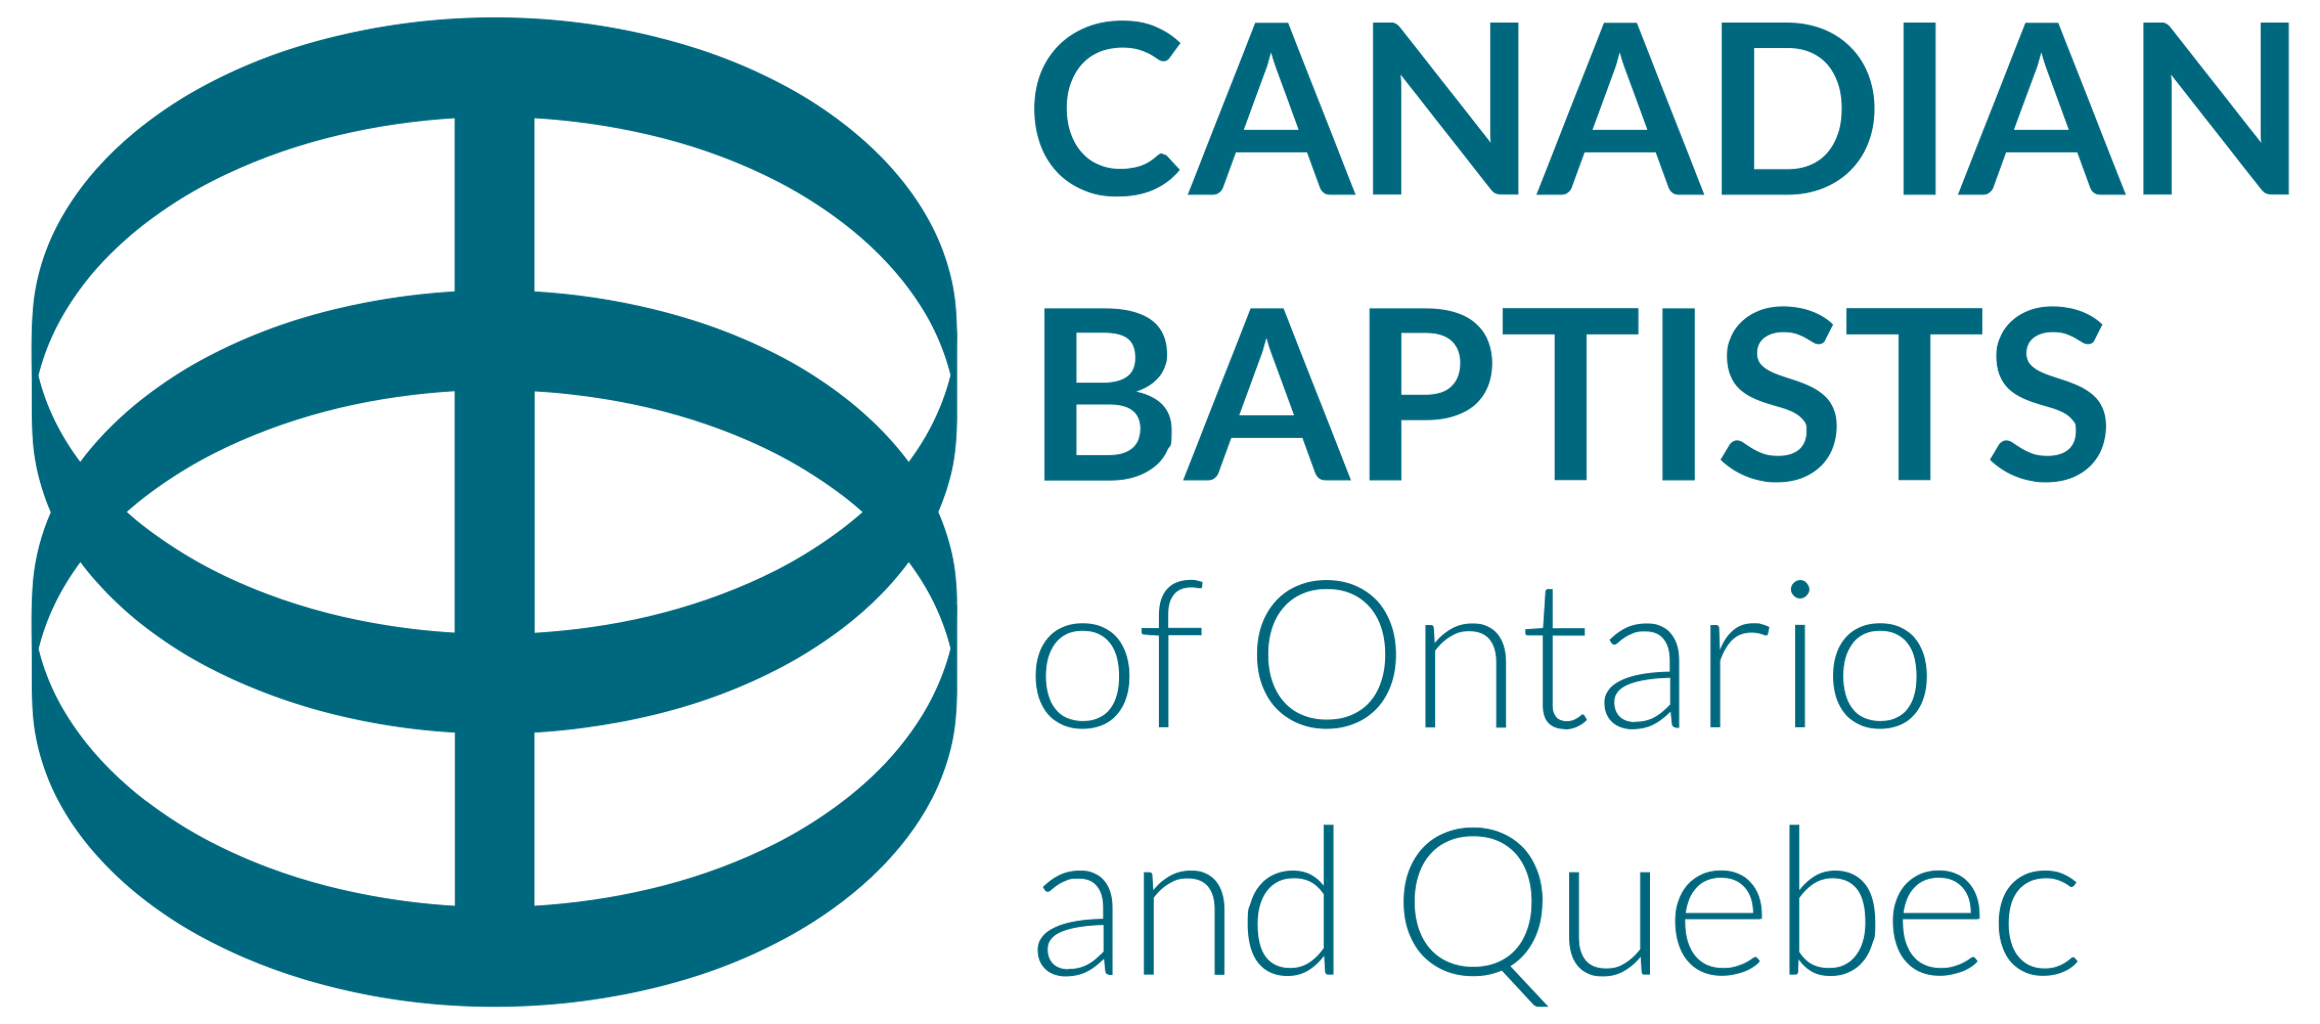 CANADIAN
BAPTISTS
of Ontario
and Quebec